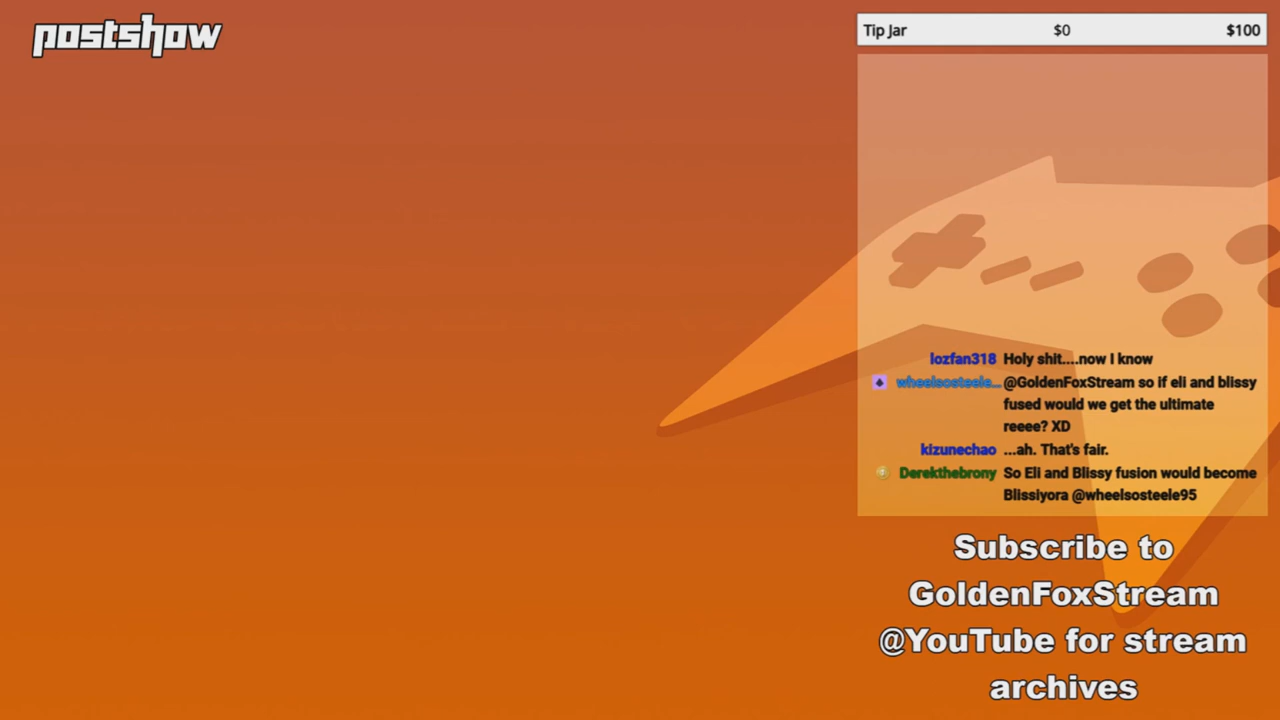 postshow
Tip Jar $0 $100
lozfan318 Holy shit....now I know
wheelsosteele... @GoldenFoxStream so if eli and blissy
fused would we get the ultimate
reeee? XD
kizunechao ...ah. That's fair.
Derekthebrony So Eli and Blissy fusion would become
Blissiyora @wheelsosteele95
Subscribe to
GoldenFoxStream
@YouTube for stream
archives